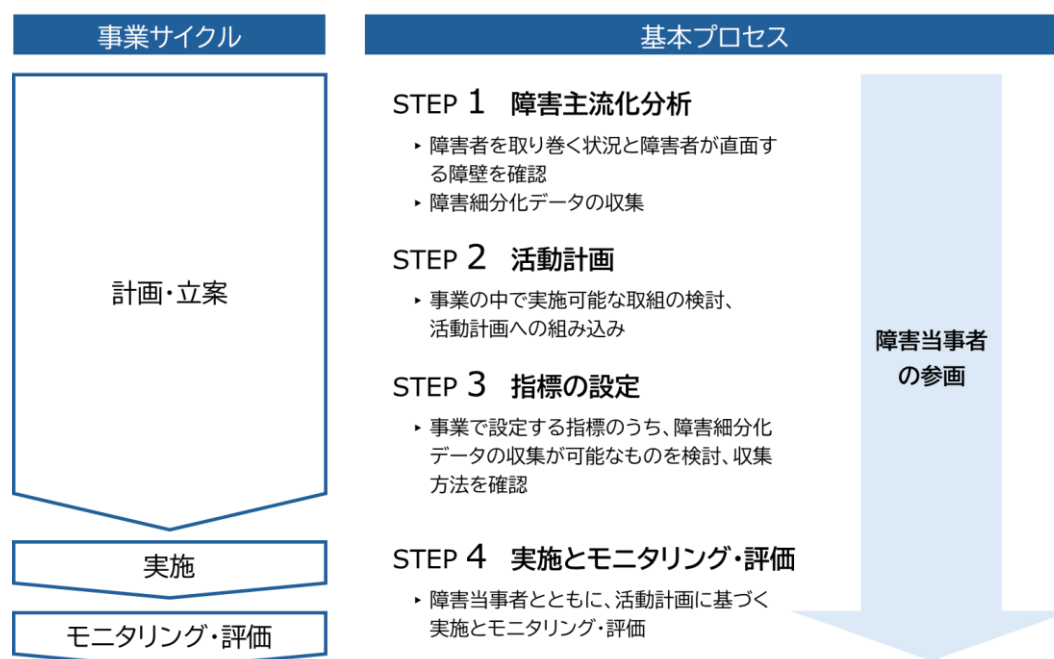 事業サイクル
基本プロセス
計画・立案
STEP 1 障害主流化分析
▸ 障害者を取り巻く状況と障害者が直面す
る障壁を確認
▸ 障害細分化データの収集
STEP 2 活動計画
▸ 事業の中で実施可能な取組の検討、
活動計画への組み込み
STEP 3 指標の設定
▸ 事業で設定する指標のうち、障害細分化
データの収集が可能なものを検討、収集
方法を確認
障害当事者
の参画
実施
モニタリング・評価
STEP 4 実施とモニタリング・評価
▸ 障害当事者とともに、活動計画に基づく
実施とモニタリング・評価